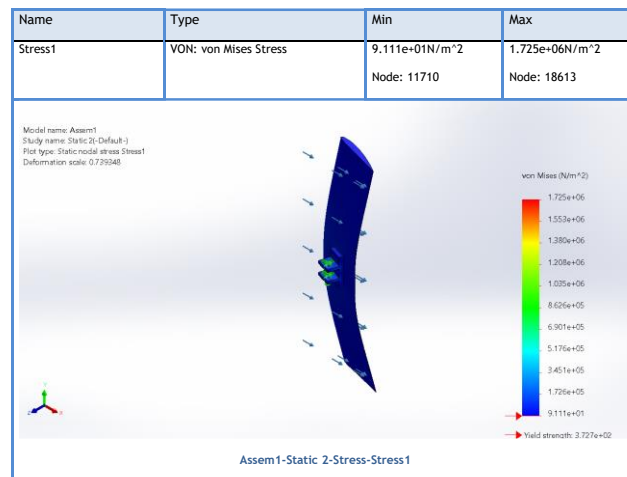 Name Type Min Max
Stress1 VON: von Mises Stress 9.111e+01N/m^2 1.725e+06N/m^2
Node: 11710 Node: 18613
Model name: Assem1
Study name: Static 2(-Default-)
Plot type: Static nodal stress Stress1
Deformation scale: 0.739348
von Mises (N/m^2)
1.725e+06
1.553e+06
1.380e+06
1.208e+06
1.035e+06
8.626e+05
6.901e+05
5.176e+05
3.451e+05
1.726e+05
9.111e+01
Yield strength: 3.727e+02
Y
Z X
Assem1-Static 2-Stress-Stress1